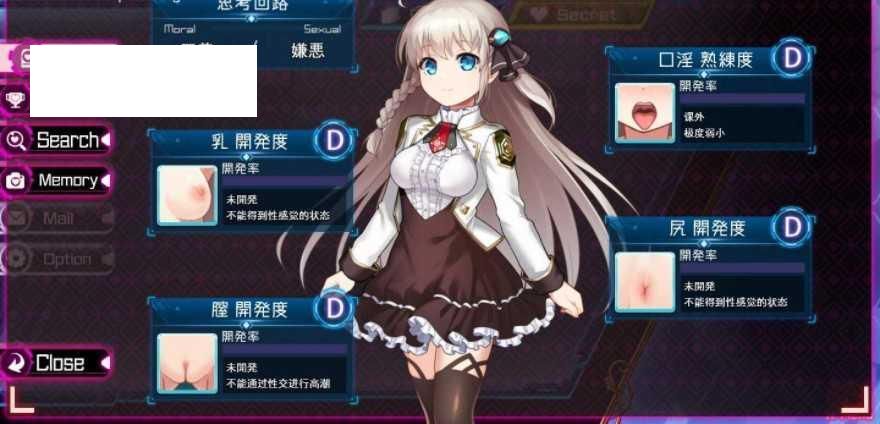 思考回路
Moral Sexual
嫌悪
Secret
Search
Memory
Mail
Option
Close
乳 開発度 D
開発率
未開発
不能得到性感觉的状态
膣 開発度 D
開発率
未開発
不能通过性交进行高潮
口淫 熟練度 D
開発率
课外
极度弱小
尻 開発度 D
開発率
未開発
不能得到性感觉的状态